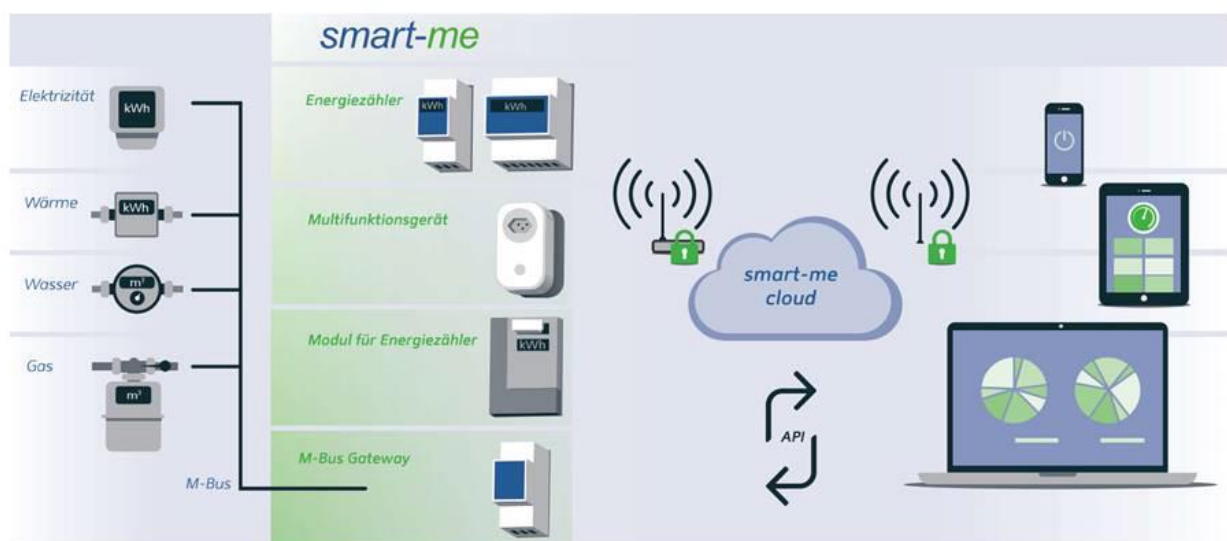 smart-me
Elektrizität
kWh
Wärme
kWh
Wasser
m³
Gas
m³
M-Bus
Energiezähler
kWh
kWh
Multifunktionsgerät
Modul für Energiezähler
kWh
M-Bus Gateway
smart-me
cloud
API